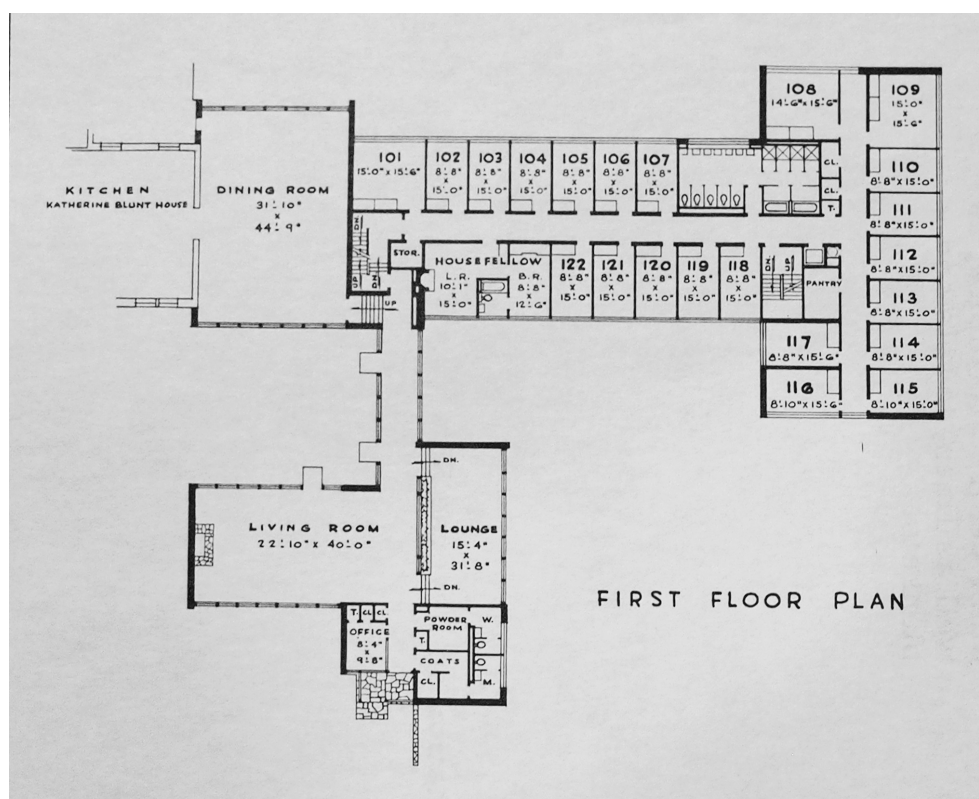 KITCHEN
KATHERINE BLUNT HOUSE
DINING ROOM
31'-10"
x
44'-9"
101
15'-0" x 15'-6"
102
8'-8"
x
15'-0"
103
8'-8"
x
15'-0"
104
8'-8"
x
15'-0"
105
8'-8"
x
15'-0"
106
8'-8"
x
15'-0"
107
8'-8"
x
15'-0"
108
14'-6" x 15'-6"
109
15'-0"
x
15'-6"
CL.
CL.
T.
110
8'-8" x 15'-0"
111
8'-8" x 15'-0"
112
8'-8" x 15'-0"
113
8'-8" x 15'-0"
114
8'-8" x 15'-0"
115
8'-10" x 15'-0"
116
8'-10" x 15'-6"
117
8'-8" x 15'-6"
PANTRY
DN.
UP
118
8'-8"
x
15'-0"
119
8'-8"
x
15'-0"
120
8'-8"
x
15'-0"
121
8'-8"
x
15'-0"
122
8'-8"
x
15'-0"
HOUSEFELLOW
L.R.
10'-1"
x
15'-0"
B.R.
8'-8"
x
12'-6"
STOR.
DN.
UP
DN.
UP
DN.
LIVING ROOM
22'-10" x 40'-0"
LOUNGE
15'-4"
x
31'-8"
DN.
T.
CL
CL.
OFFICE
8'-4"
x
9'-8"
POWDER
ROOM
W.
T.
COATS
CL.
M.
FIRST FLOOR PLAN